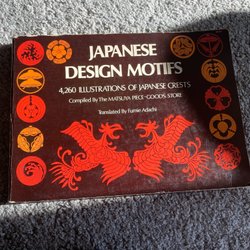 JAPANESE
DESIGN MOTIFS
4,260 ILLUSTRATIONS OF JAPANESE CRESTS
Compiled By The MATSUYA PIECE-GOODS STORE
Translated By Fumie Adachi